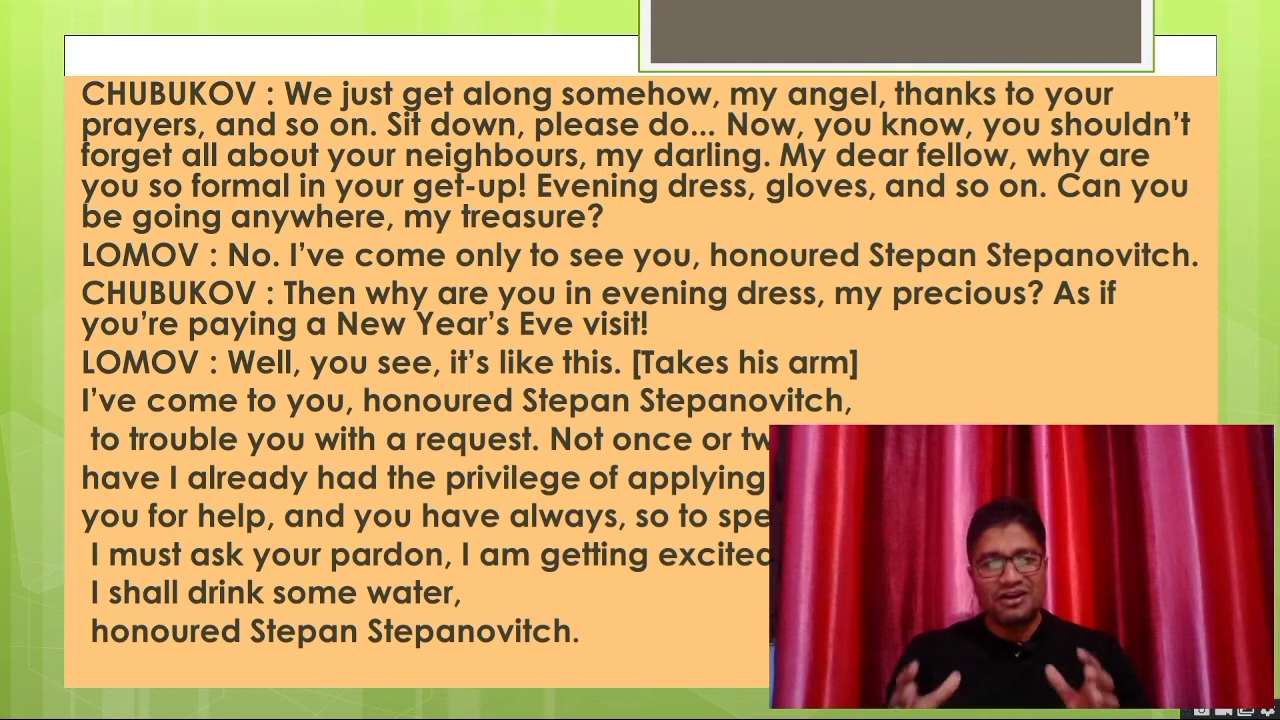 CHUBUKOV : We just get along somehow, my angel, thanks to your
prayers, and so on. Sit down, please do... Now, you know, you shouldn’t
forget all about your neighbours, my darling. My dear fellow, why are
you so formal in your get-up! Evening dress, gloves, and so on. Can you
be going anywhere, my treasure?
LOMOV : No. I’ve come only to see you, honoured Stepan Stepanovitch.
CHUBUKOV : Then why are you in evening dress, my precious? As if
you’re paying a New Year’s Eve visit!
LOMOV : Well, you see, it’s like this. [Takes his arm]
I’ve come to you, honoured Stepan Stepanovitch,
to trouble you with a request. Not once or
have I already had the privilege of applying
you for help, and you have always, so to
I must ask your pardon, I am getting excited
I shall drink some water,
honoured Stepan Stepanovitch.